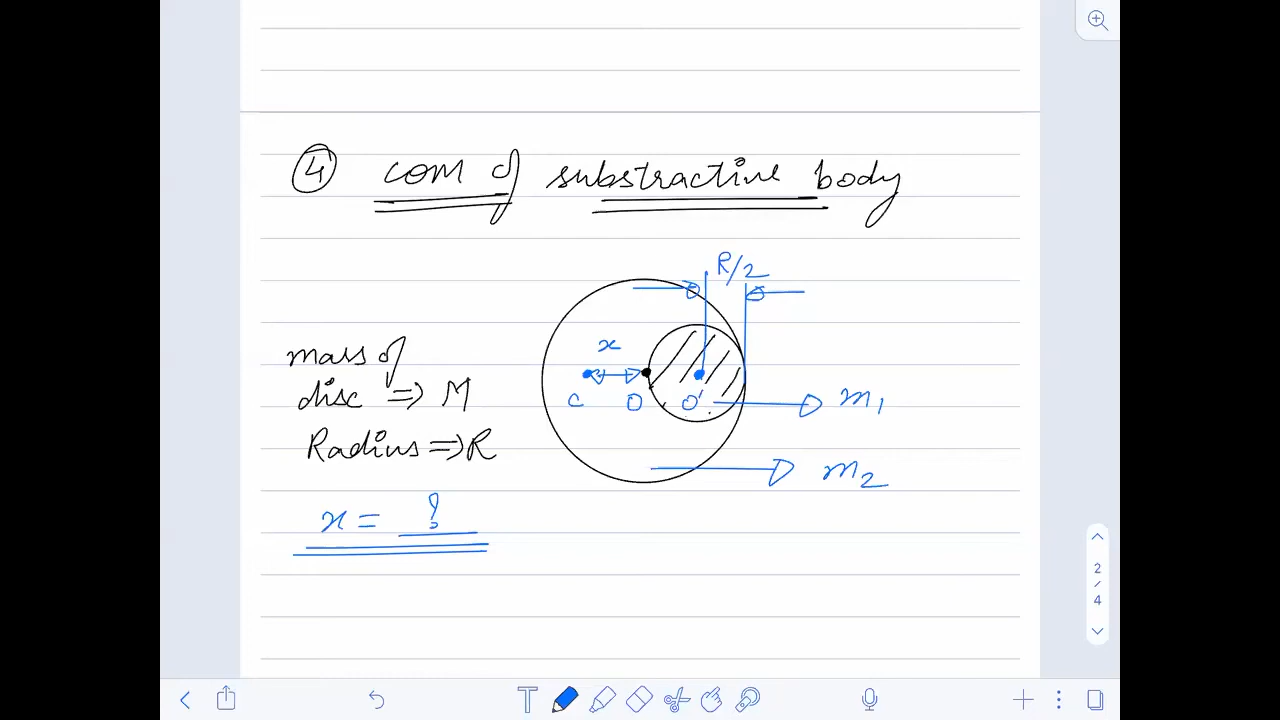 ④ COM of substractive body
R/2
mass of
disc => M
Radius => R
x
C O O'
m1
m2
x = ?
2
/
4
T